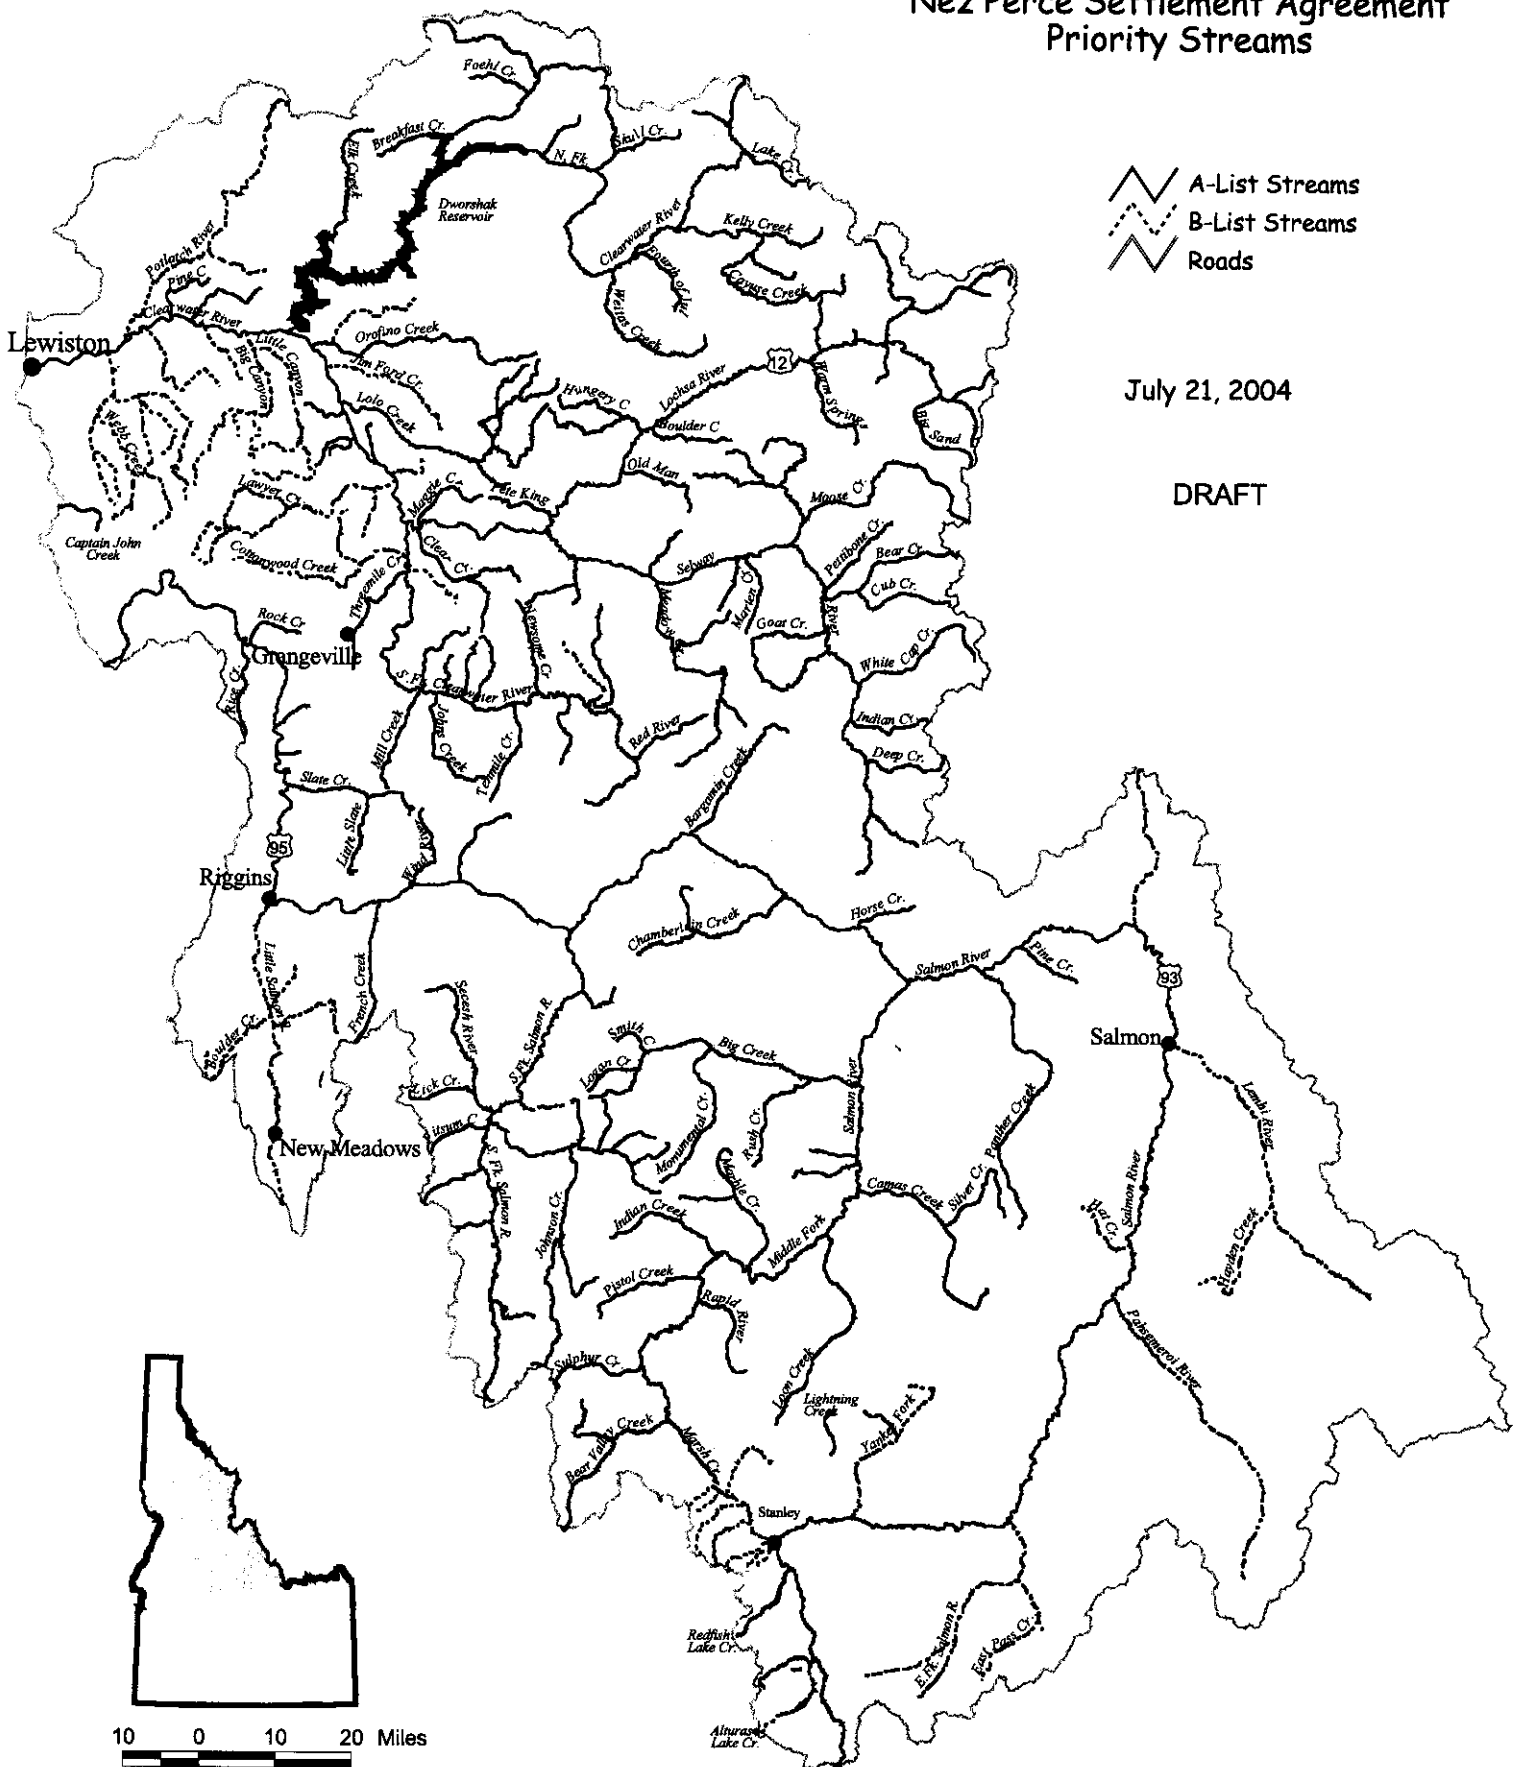 Nez Perce Settlement Agreement
Priority Streams
A-List Streams
B-List Streams
Roads
July 21, 2004
DRAFT
Foehl Cr.
Breakfast Cr.
Elk Creek
Skull Cr.
N. Fk.
Lake Cr.
Dworshak
Reservoir
Clearwater River
Kelly Creek
Fourth of Jul
Cayuse Creek
Weitas Creek
Potlatch River
Pine C
Clearwater River
Lewiston
Little Canyon
Big Canyon
Orofino Creek
Jim Ford Cr.
Lolo Creek
Hungery C
Lochsa River
12
Warm Springs
Boulder C
Big Sand
Webb Creek
Old Man
Lawyer Cr.
Maggie C
Pete King
Moose Cr.
Captain John
Creek
Cottonwood Creek
Clear Cr.
Threemile Cr.
Selway
River
Pettibone Cr.
Bear Cr.
Cub Cr.
Marten Cr.
Goat Cr.
Newsome Cr
Rock Cr
Grangeville
White Cap Cr.
Rice Cr.
S. Fk. Clearwater River
Mill Creek
Johns Creek
Tenmile Cr.
Red River
Indian Cr.
Deep Cr.
Bargamin Creek
Slate Cr.
Little Slate
95
Riggins
Chamberlain Creek
Horse Cr.
Little Salmon R.
French Creek
Salmon River
Pine Cr.
93
Boulder Cr.
Secesh River
S. Fk. Salmon R.
Smith C.
Big Creek
Logan Cr.
Salmon
Salmon River
Monumental Cr.
Rush Cr.
Panther Creek
Lemhi River
New Meadows
S. Fk. Salmon R.
Marble Cr.
Camas Creek
Silver Cr.
Salmon River
Hat Cr.
Hayden Creek
Johnson Cr.
Indian Creek
Middle Fork
Pistol Creek
Rapid
River
Pahsemeroi River
Sulphur Cr.
Loon Creek
Lightning
Creek
Yankee Fork
Bear Valley Creek
Marsh Cr.
Stanley
Redfish
Lake Cr.
E. Fk. Salmon R.
East Pass Cr.
Alturas
Lake Cr.
10 0 10 20 Miles